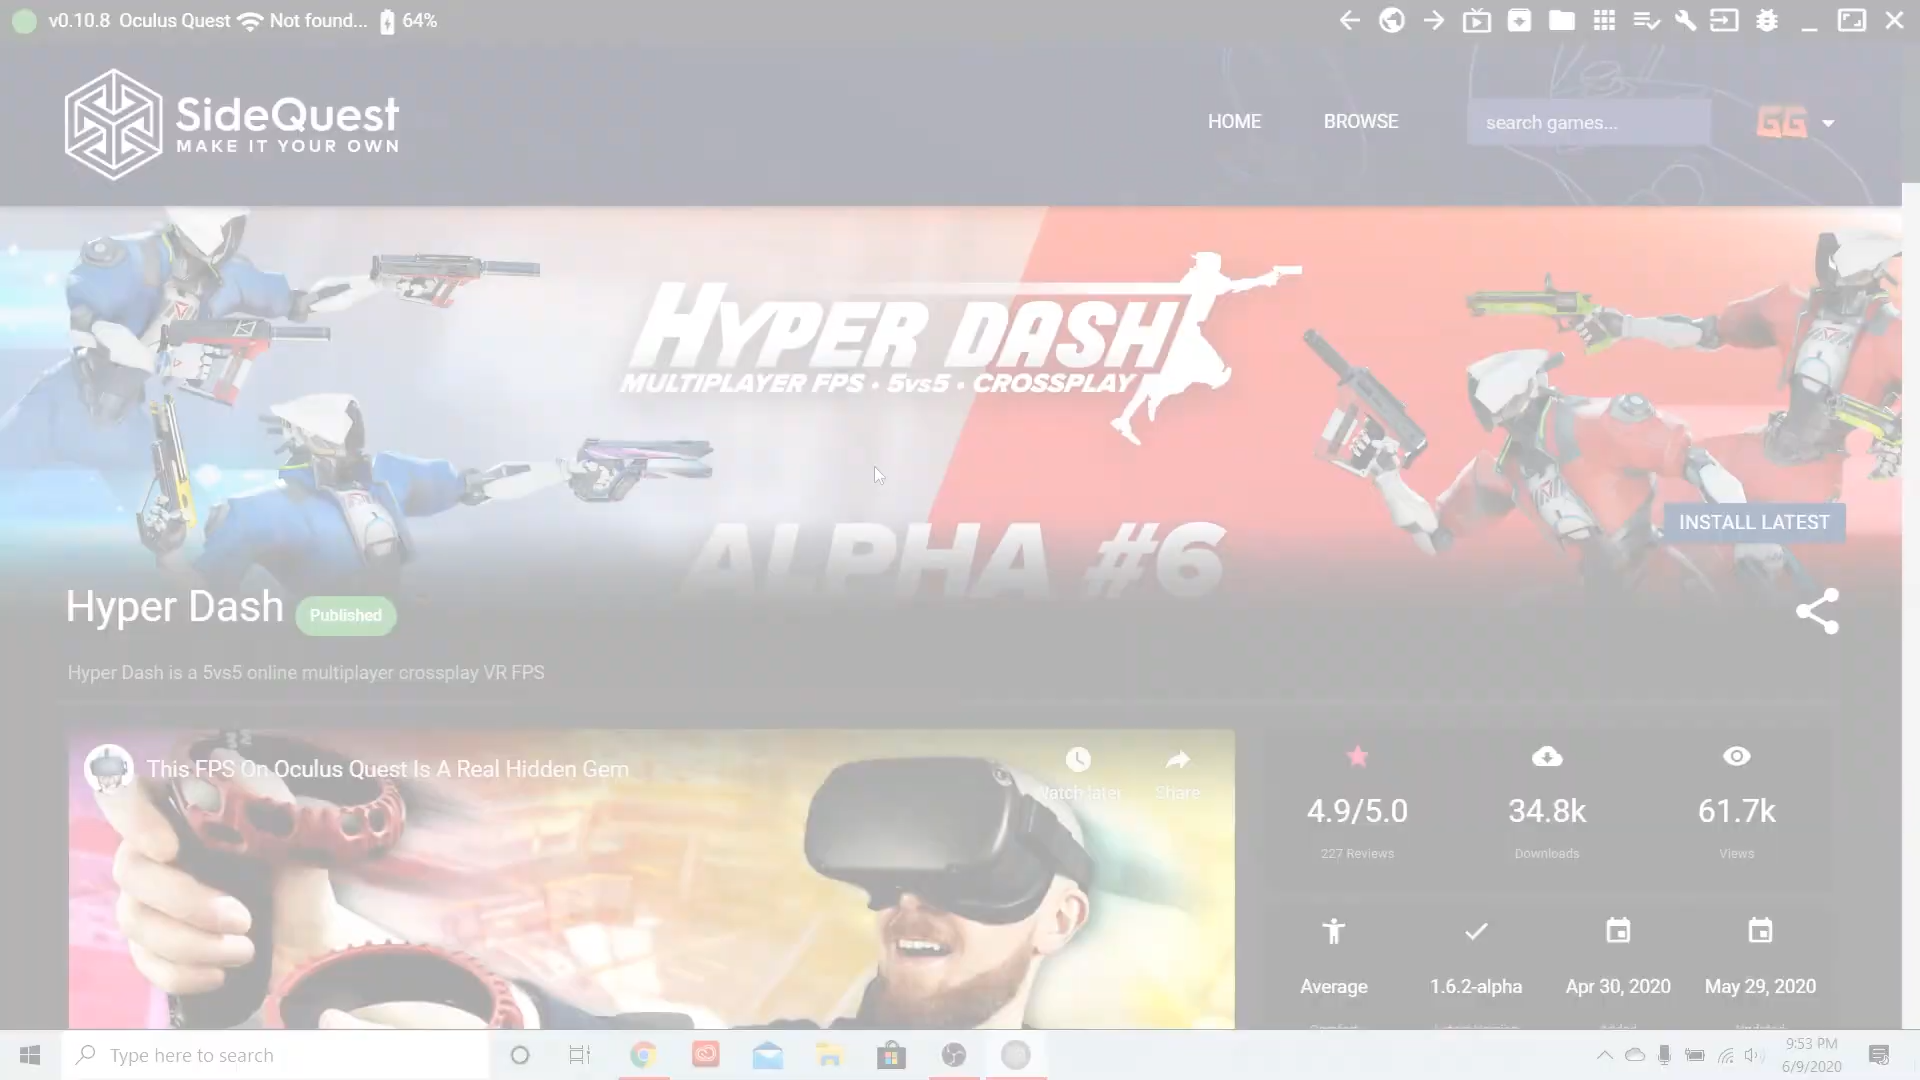 v0.10.8 Oculus Quest Not found... 64%
SideQuest
MAKE IT YOUR OWN
HOME BROWSE search games... GG
HYPER DASH
MULTIPLAYER FPS • 5vs5 • CROSSPLAY
ALPHA #6
INSTALL LATEST
Hyper Dash Published
Hyper Dash is a 5vs5 online multiplayer crossplay VR FPS
This FPS On Oculus Quest Is A Real Hidden Gem
Watch later Share
4.9/5.0 34.8k 61.7k
227 Reviews Downloads Views
Average 1.6.2-alpha Apr 30, 2020 May 29, 2020
Type here to search
9:53 PM
6/9/2020